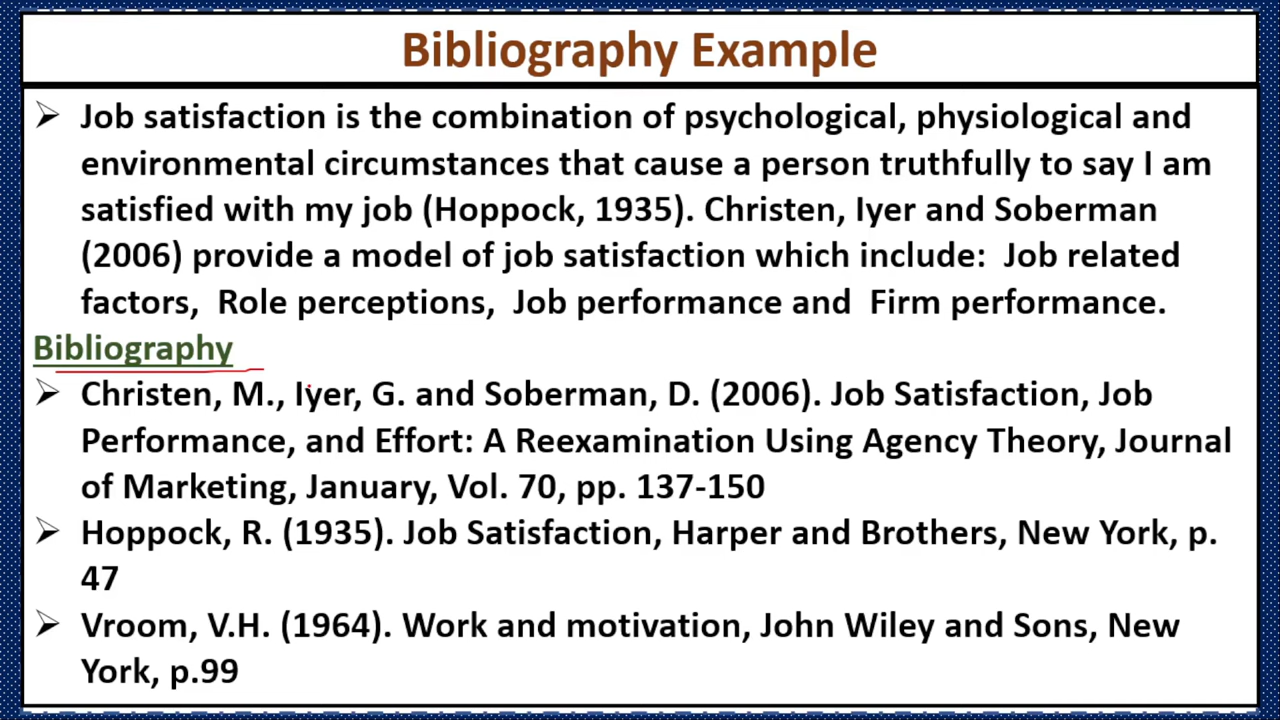 Bibliography Example
Job satisfaction is the combination of psychological, physiological and
environmental circumstances that cause a person truthfully to say I am
satisfied with my job (Hoppock, 1935). Christen, Iyer and Soberman
(2006) provide a model of job satisfaction which include: Job related
factors, Role perceptions, Job performance and Firm performance.
Bibliography
Christen, M., Iyer, G. and Soberman, D. (2006). Job Satisfaction, Job
Performance, and Effort: A Reexamination Using Agency Theory, Journal
of Marketing, January, Vol. 70, pp. 137-150
Hoppock, R. (1935). Job Satisfaction, Harper and Brothers, New York, p.
47
Vroom, V.H. (1964). Work and motivation, John Wiley and Sons, New
York, p.99